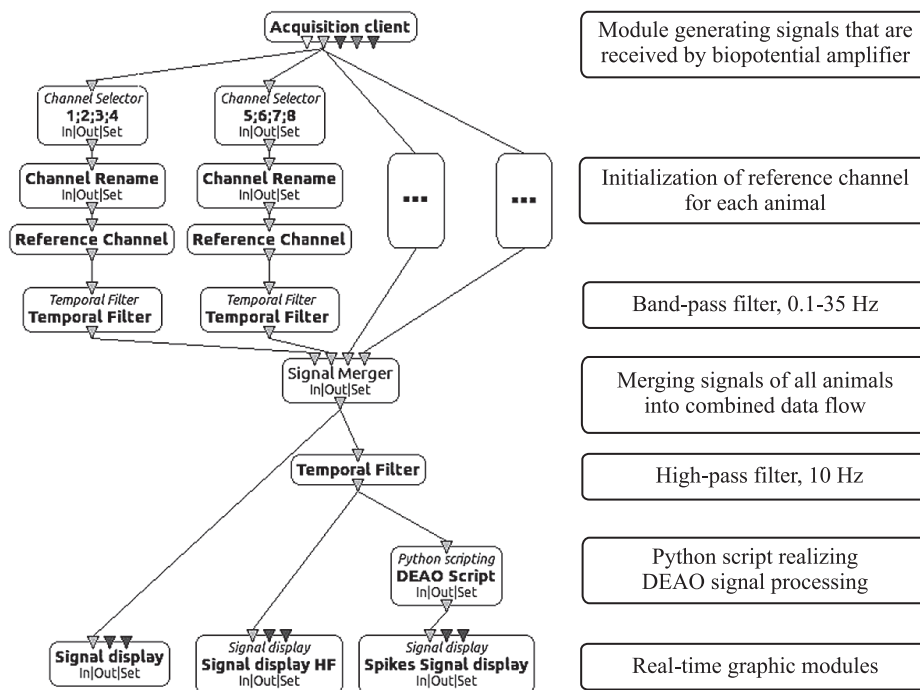 Acquisition client
Module generating signals that are
received by biopotential amplifier
Channel Selector
1;2;3;4
In|Out|Set
Channel Selector
5;6;7;8
In|Out|Set
Channel Rename
In|Out|Set
Channel Rename
In|Out|Set
...
...
Initialization of reference channel
for each animal
Reference Channel
Reference Channel
Temporal Filter
Temporal Filter
Temporal Filter
Temporal Filter
Band-pass filter, 0.1-35 Hz
Signal Merger
In|Out|Set
Merging signals of all animals
into combined data flow
Temporal Filter
High-pass filter, 10 Hz
Python scripting
DEAO Script
In|Out|Set
Python script realizing
DEAO signal processing
Signal display
In|Out|Set
Signal display
Signal display HF
In|Out|Set
Signal display
Spikes Signal display
In|Out|Set
Real-time graphic modules